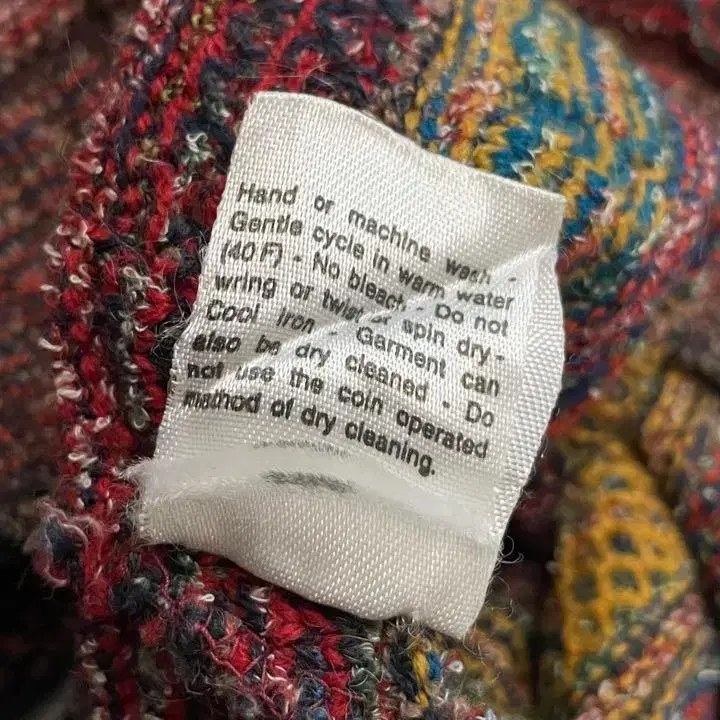 Hand or machine wash -
Gentle cycle in warm water
(40 F) - No bleach - Do not
wring or twist or spin dry -
Cool iron - Garment can
also be dry cleaned - Do
not use the coin operated
method of dry cleaning.